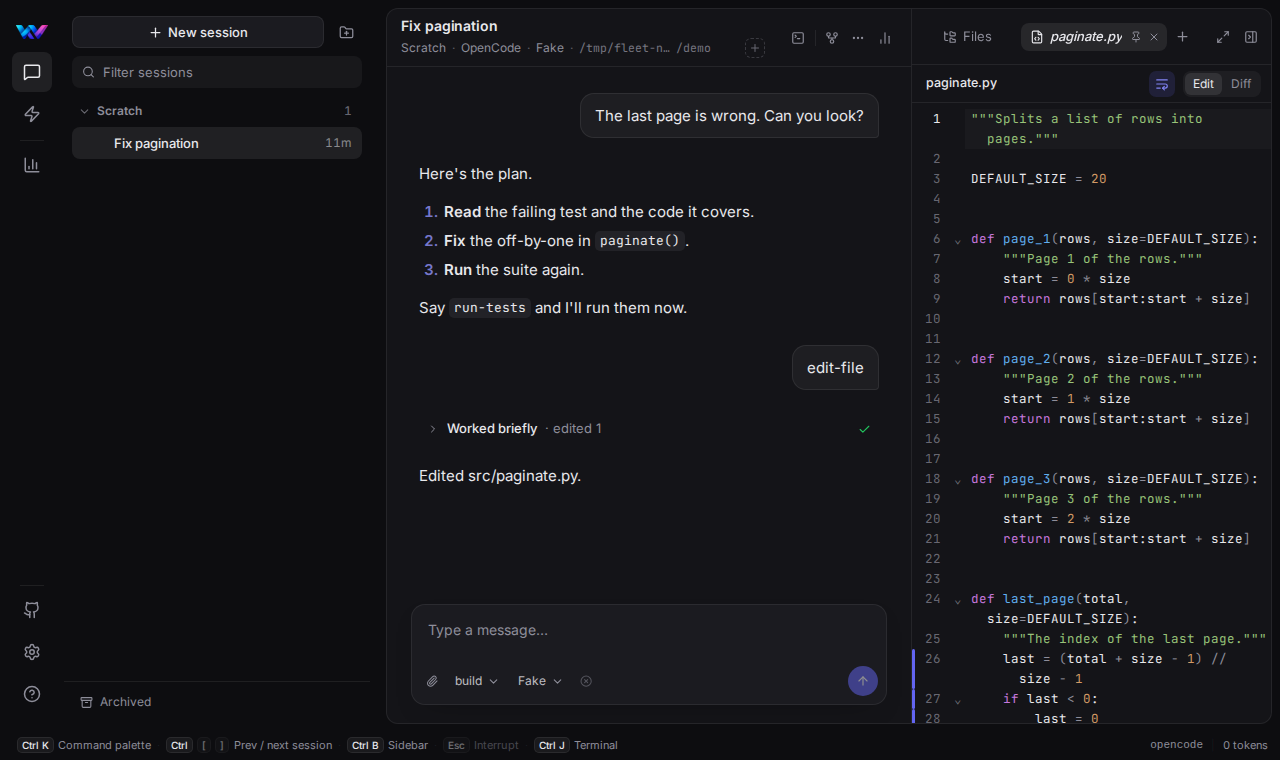 New session
Filter sessions
Scratch 1
Fix pagination 11m
Archived
Fix pagination
Scratch · OpenCode · Fake · /tmp/fleet-n… /demo
The last page is wrong. Can you look?
Here's the plan.
1. Read the failing test and the code it covers.
2. Fix the off-by-one in paginate().
3. Run the suite again.
Say run-tests and I'll run them now.
edit-file
Worked briefly · edited 1
Edited src/paginate.py.
Type a message...
build Fake
Files paginate.py
paginate.py Edit Diff
1 """Splits a list of rows into
pages."""
2
3 DEFAULT_SIZE = 20
4
5
6 def page_1(rows, size=DEFAULT_SIZE):
7 """Page 1 of the rows."""
8 start = 0 * size
9 return rows[start:start + size]
10
11
12 def page_2(rows, size=DEFAULT_SIZE):
13 """Page 2 of the rows."""
14 start = 1 * size
15 return rows[start:start + size]
16
17
18 def page_3(rows, size=DEFAULT_SIZE):
19 """Page 3 of the rows."""
20 start = 2 * size
21 return rows[start:start + size]
22
23
24 def last_page(total,
size=DEFAULT_SIZE):
25 """The index of the last page."""
26 last = (total + size - 1) //
size - 1
27 if last < 0:
28 last = 0
Ctrl K Command palette Ctrl [ ] Prev / next session Ctrl B Sidebar Esc Interrupt Ctrl J Terminal opencode 0 tokens